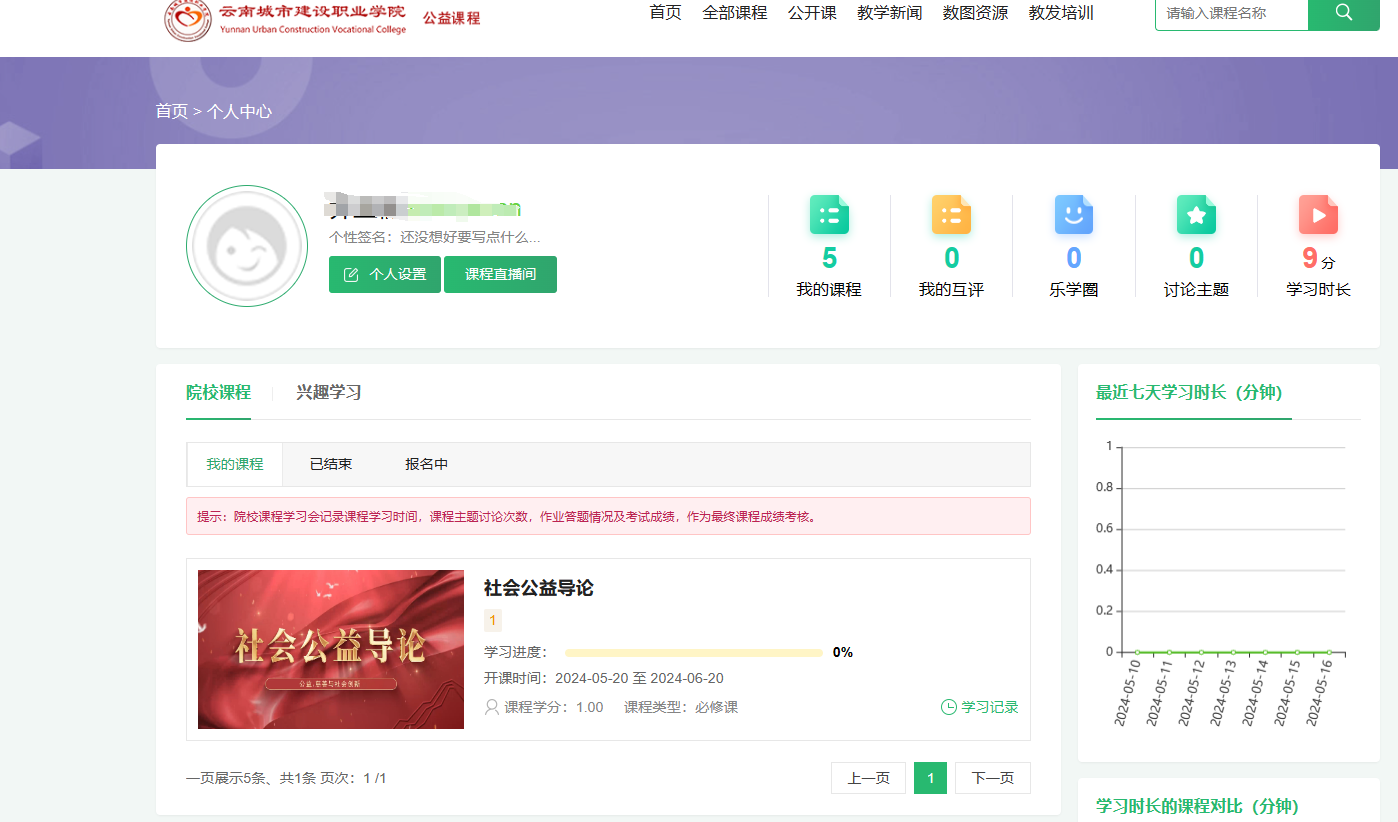 云南城市建设职业学院 公益课程
Yunnan Urban Construction Vocational College
首页 全部课程 公开课 教学新闻 数图资源 教发培训
请输入课程名称
首页 > 个人中心
个性签名：还没想好要写点什么...
个人设置 课程直播间
5 0 0 0 9 分
我的课程 我的互评 乐学圈 讨论主题 学习时长
院校课程 兴趣学习
我的课程 已结束 报名中
提示：院校课程学习会记录课程学习时间，课程主题讨论次数，作业答题情况及考试成绩，作为最终课程成绩考核。
社会公益导论
公益.慈善与社会创新
社会公益导论
1
学习进度： 0%
开课时间：2024-05-20 至 2024-06-20
课程学分：1.00 课程类型：必修课
学习记录
一页展示5条、共1条 页次：1 /1
上一页 1 下一页
最近七天学习时长（分钟）
1
0.8
0.6
0.4
0.2
0
2024-05-10 2024-05-11 2024-05-12 2024-05-13 2024-05-14 2024-05-15 2024-05-16
学习时长的课程对比（分钟）